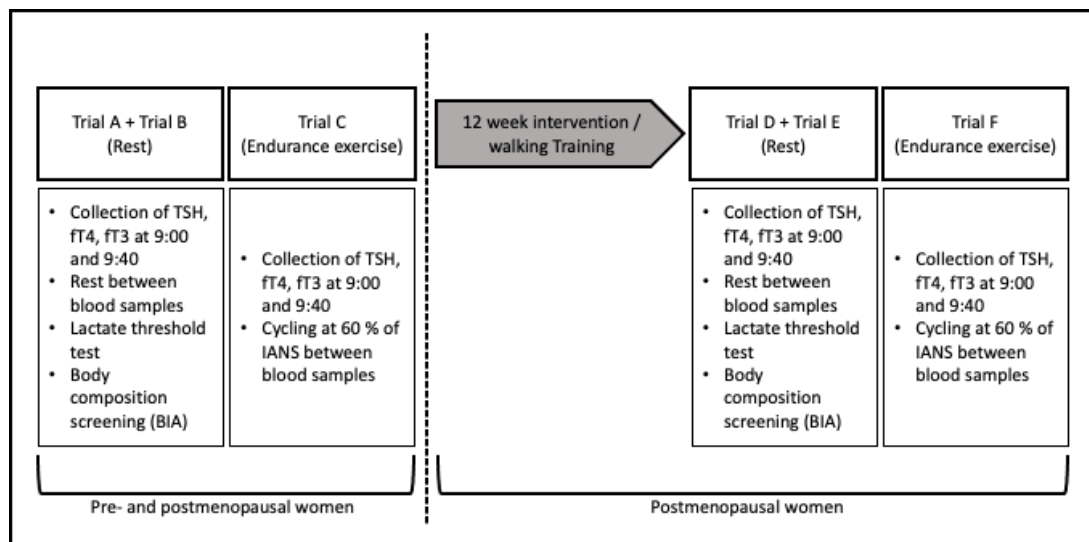 Trial A + Trial B
(Rest)
Trial C
(Endurance exercise)
12 week intervention /
walking Training
Trial D + Trial E
(Rest)
Trial F
(Endurance exercise)
• Collection of TSH,
fT4, fT3 at 9:00
and 9:40
• Rest between
blood samples
• Lactate threshold
test
• Body
composition
screening (BIA)
• Collection of TSH,
fT4, fT3 at 9:00
and 9:40
• Cycling at 60 % of
IANS between
blood samples
• Collection of TSH,
fT4, fT3 at 9:00
and 9:40
• Rest between
blood samples
• Lactate threshold
test
• Body
composition
screening (BIA)
• Collection of TSH,
fT4, fT3 at 9:00
and 9:40
• Cycling at 60 % of
IANS between
blood samples
Pre- and postmenopausal women
Postmenopausal women